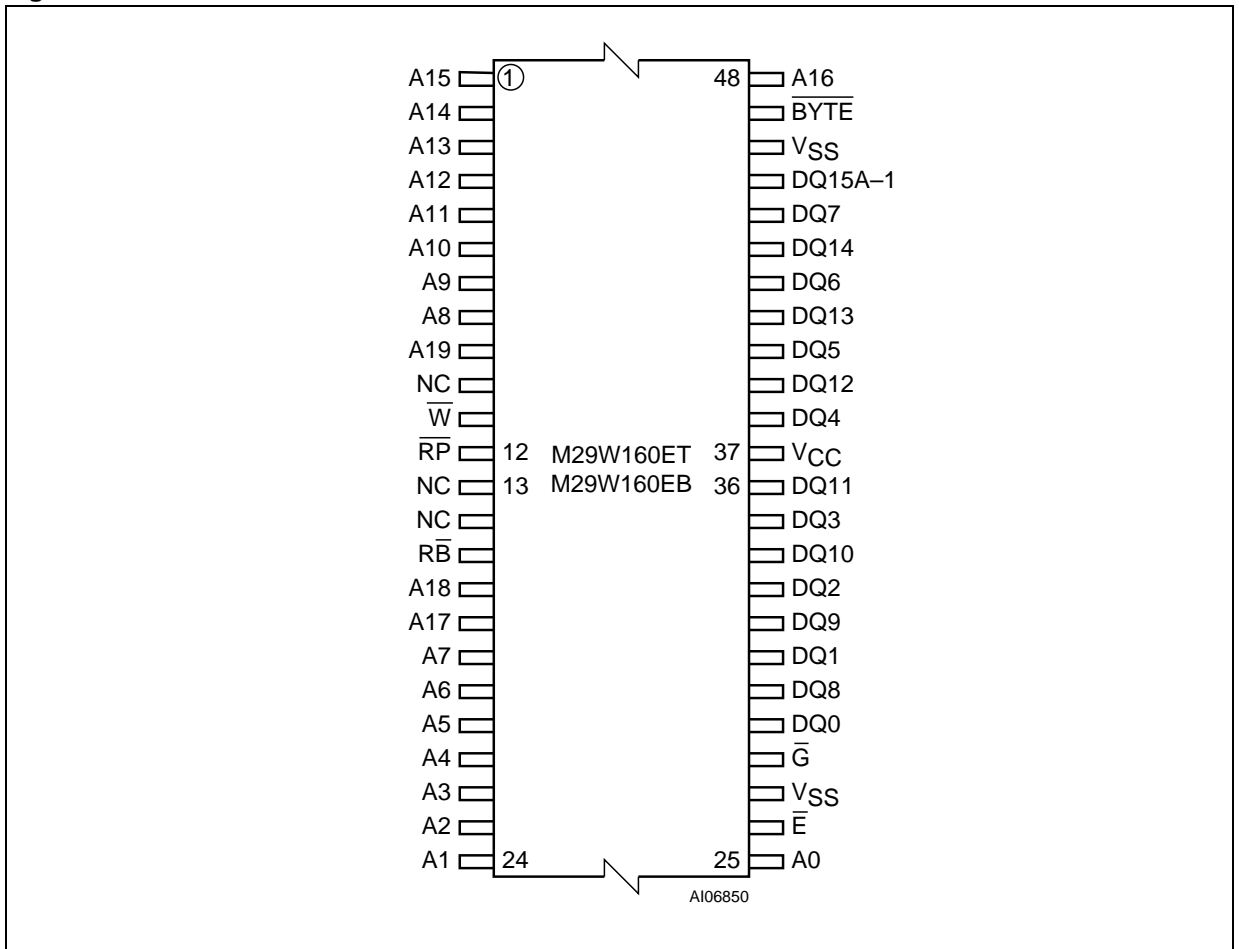 A15 1 48 A16
A14 B̅Y̅T̅E̅
A13 VSS
A12 DQ15A–1
A11 DQ7
A10 DQ14
A9 DQ6
A8 DQ13
A19 DQ5
NC DQ12
W̅ DQ4
R̅P̅ 12 M29W160ET 37 VCC
NC 13 M29W160EB 36 DQ11
NC DQ3
RB̅ DQ10
A18 DQ2
A17 DQ9
A7 DQ1
A6 DQ8
A5 DQ0
A4 G̅
A3 VSS
A2 E̅
A1 24 25 A0
AI06850